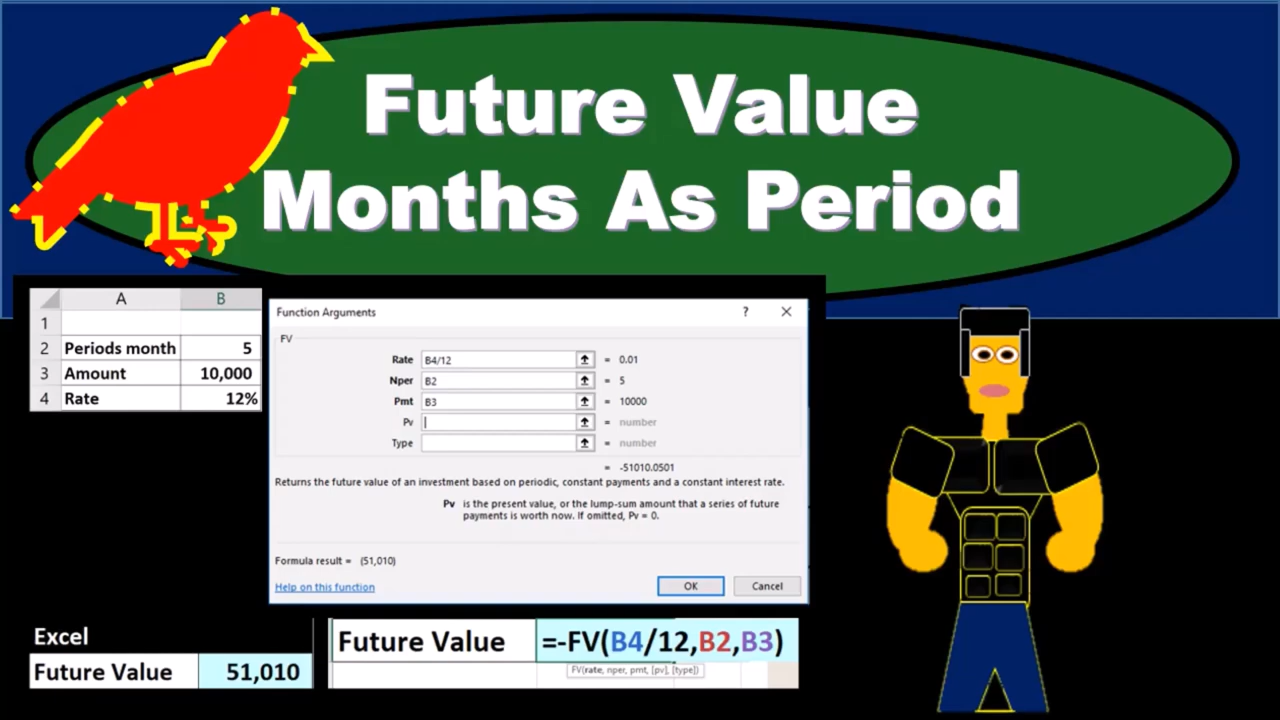 Future Value
Months As Period
A B
1
2 Periods month 5
3 Amount 10,000
4 Rate 12%
Function Arguments ? ×
FV
Rate B4/12 = 0.01
Nper B2 = 5
Pmt B3 = 10000
Pv = number
Type = number
= -51010.0501
Returns the future value of an investment based on periodic, constant payments and a constant interest rate.
Pv is the present value, or the lump-sum amount that a series of future
payments is worth now. If omitted, Pv = 0.
Formula result = (51,010)
Help on this function OK Cancel
Excel
Future Value 51,010
Future Value =-FV(B4/12,B2,B3)
FV(rate, nper, pmt, [pv], [type])